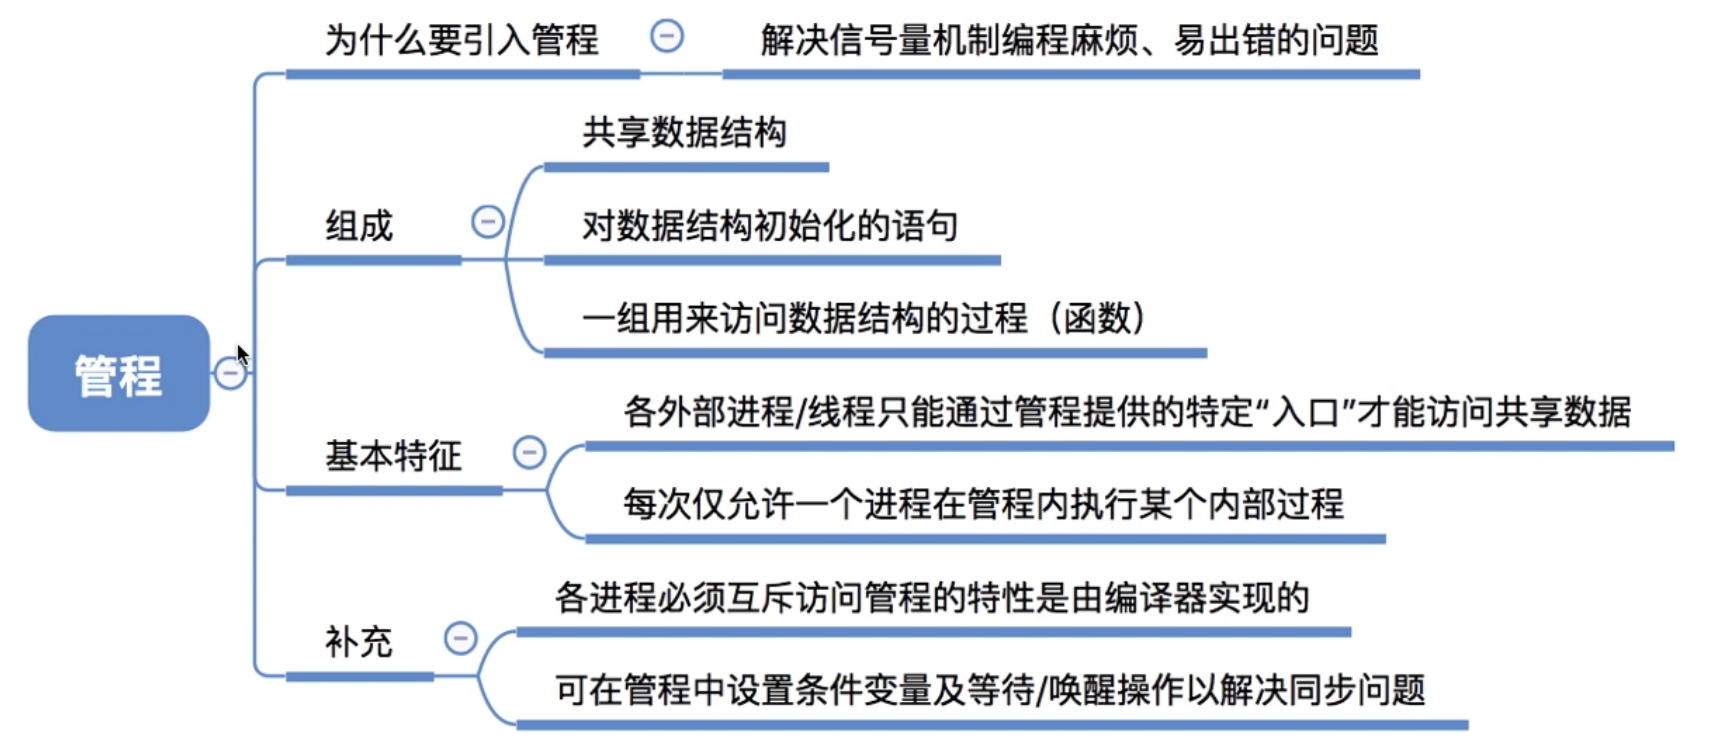 为什么要引入管程
解决信号量机制编程麻烦、易出错的问题
共享数据结构
组成
对数据结构初始化的语句
一组用来访问数据结构的过程（函数）
管程
各外部进程/线程只能通过管程提供的特定“入口”才能访问共享数据
基本特征
每次仅允许一个进程在管程内执行某个内部过程
各进程必须互斥访问管程的特性是由编译器实现的
补充
可在管程中设置条件变量及等待/唤醒操作以解决同步问题